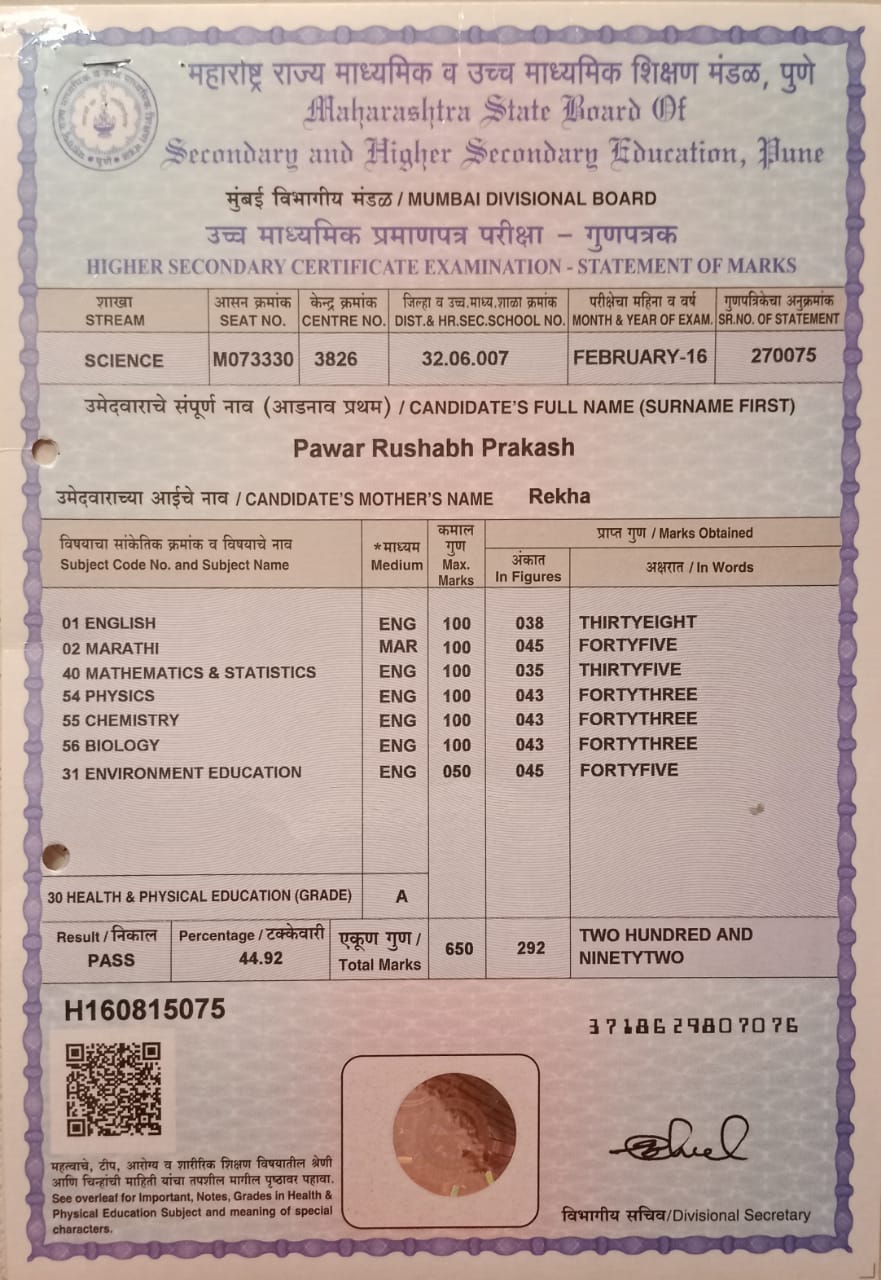 महाराष्ट्र राज्य माध्यमिक व उच्च माध्यमिक शिक्षण मंडळ, पुणे
Maharashtra State Board Of
Secondary and Higher Secondary Education, Pune
मुंबई विभागीय मंडळ / MUMBAI DIVISIONAL BOARD
उच्च माध्यमिक प्रमाणपत्र परीक्षा – गुणपत्रक
HIGHER SECONDARY CERTIFICATE EXAMINATION - STATEMENT OF MARKS
शाखा आसन क्रमांक केन्द्र क्रमांक जिल्हा व उच्च.माध्य.शाळा क्रमांक परीक्षेचा महिना व वर्ष गुणपत्रिकेचा अनुक्रमांक
STREAM SEAT NO. CENTRE NO. DIST.& HR.SEC.SCHOOL NO. MONTH & YEAR OF EXAM. SR.NO. OF STATEMENT
SCIENCE M073330 3826 32.06.007 FEBRUARY-16 270075
उमेदवाराचे संपूर्ण नाव (आडनाव प्रथम) / CANDIDATE'S FULL NAME (SURNAME FIRST)
Pawar Rushabh Prakash
उमेदवाराच्या आईचे नाव / CANDIDATE'S MOTHER'S NAME Rekha
विषयाचा सांकेतिक क्रमांक व विषयाचे नाव
Subject Code No. and Subject Name
*माध्यम
Medium
कमाल
गुण
Max.
Marks
प्राप्त गुण / Marks Obtained
अंकात
In Figures
अक्षरात / In Words
01 ENGLISH ENG 100 038 THIRTYEIGHT
02 MARATHI MAR 100 045 FORTYFIVE
40 MATHEMATICS & STATISTICS ENG 100 035 THIRTYFIVE
54 PHYSICS ENG 100 043 FORTYTHREE
55 CHEMISTRY ENG 100 043 FORTYTHREE
56 BIOLOGY ENG 100 043 FORTYTHREE
31 ENVIRONMENT EDUCATION ENG 050 045 FORTYFIVE
30 HEALTH & PHYSICAL EDUCATION (GRADE) A
Result / निकाल
PASS
Percentage / टक्केवारी
44.92
एकूण गुण /
Total Marks
650 292
TWO HUNDRED AND
NINETYTWO
H160815075
3718629807076
महत्वाचे, टीप, आरोग्य व शारीरिक शिक्षण विषयातील श्रेणी
आणि चिन्हांची माहिती यांचा तपशील मागील पृष्ठावर पहावा.
See overleaf for Important, Notes, Grades in Health &
Physical Education Subject and meaning of special
characters.
विभागीय सचिव/Divisional Secretary